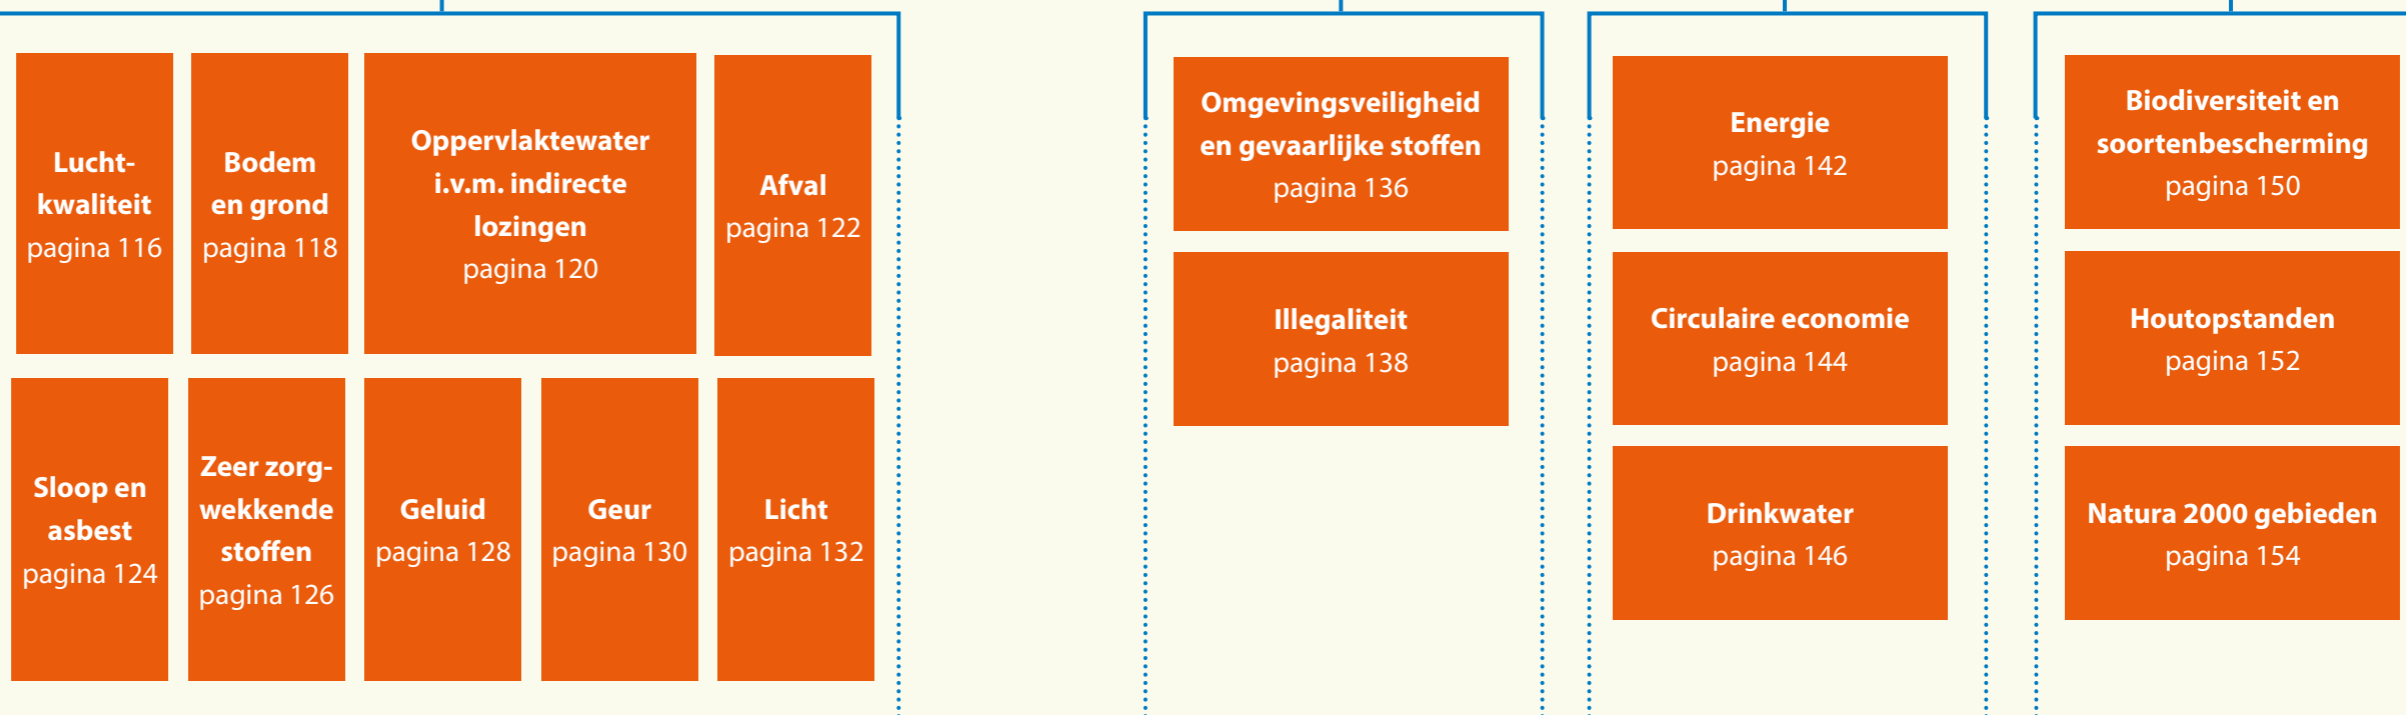 Lucht-
kwaliteit
pagina 116
Bodem
en grond
pagina 118
Oppervlaktewater
i.v.m. indirecte
lozingen
pagina 120
Afval
pagina 122
Sloop en
asbest
pagina 124
Zeer zorg-
wekkende
stoffen
pagina 126
Geluid
pagina 128
Geur
pagina 130
Licht
pagina 132
Omgevingsveiligheid
en gevaarlijke stoffen
pagina 136
Illegaliteit
pagina 138
Energie
pagina 142
Circulaire economie
pagina 144
Drinkwater
pagina 146
Biodiversiteit en
soortenbescherming
pagina 150
Houtopstanden
pagina 152
Natura 2000 gebieden
pagina 154